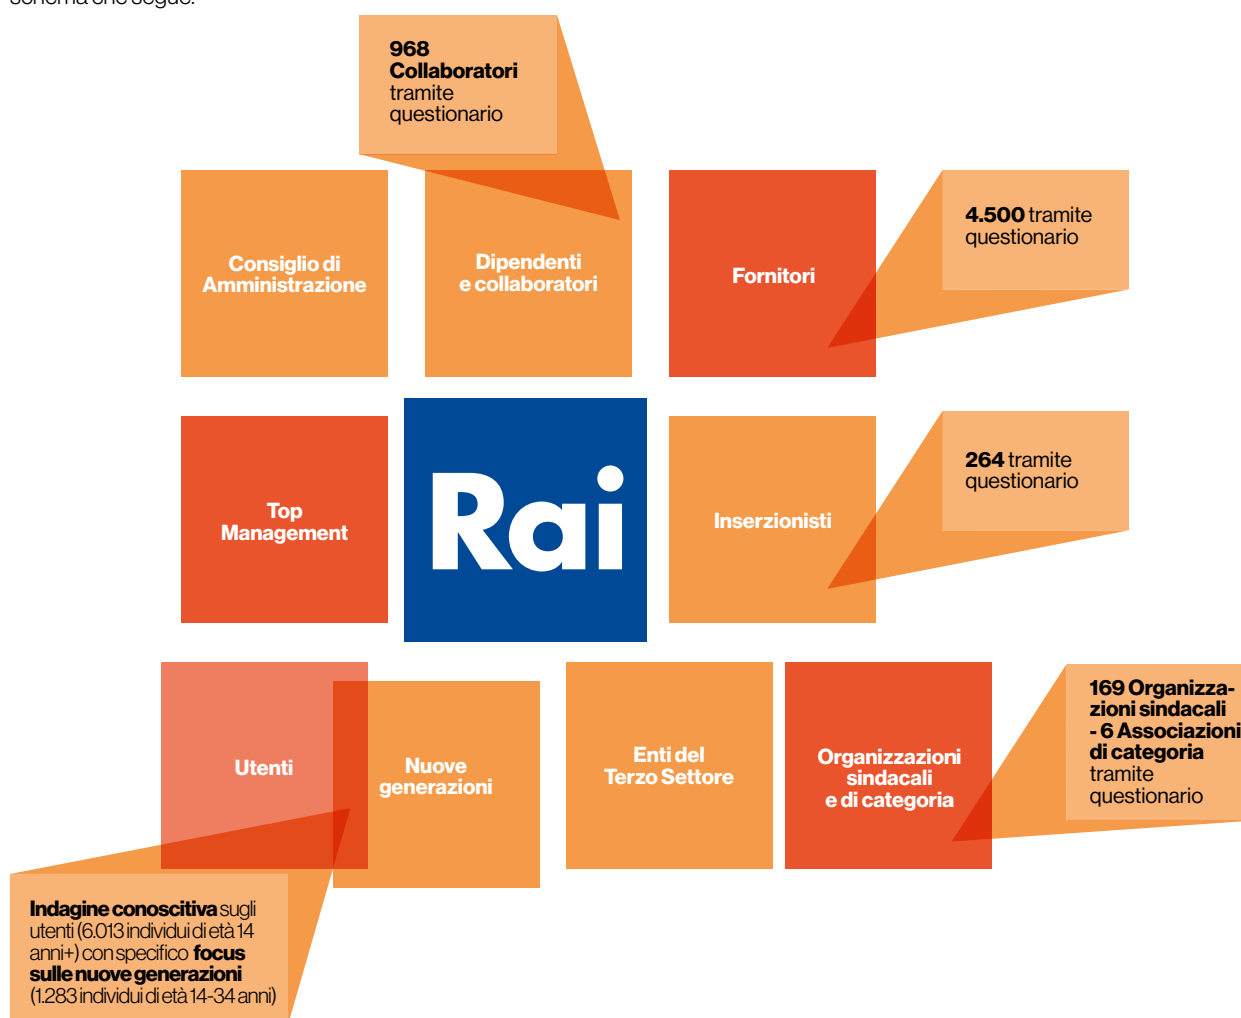 schema che segue:
968
Collaboratori
tramite
questionario
Consiglio di
Amministrazione
Dipendenti
e collaboratori
Fornitori
4.500 tramite
questionario
Top
Management
Rai
Inserzionisti
264 tramite
questionario
Utenti
Nuove
generazioni
Enti del
Terzo Settore
Organizzazioni
sindacali
e di categoria
169 Organizza-
zioni sindacali
- 6 Associazioni
di categoria
tramite
questionario
Indagine conoscitiva sugli
utenti (6.013 individui di età 14
anni+) con specifico focus
sulle nuove generazioni
(1.283 individui di età 14-34 anni)